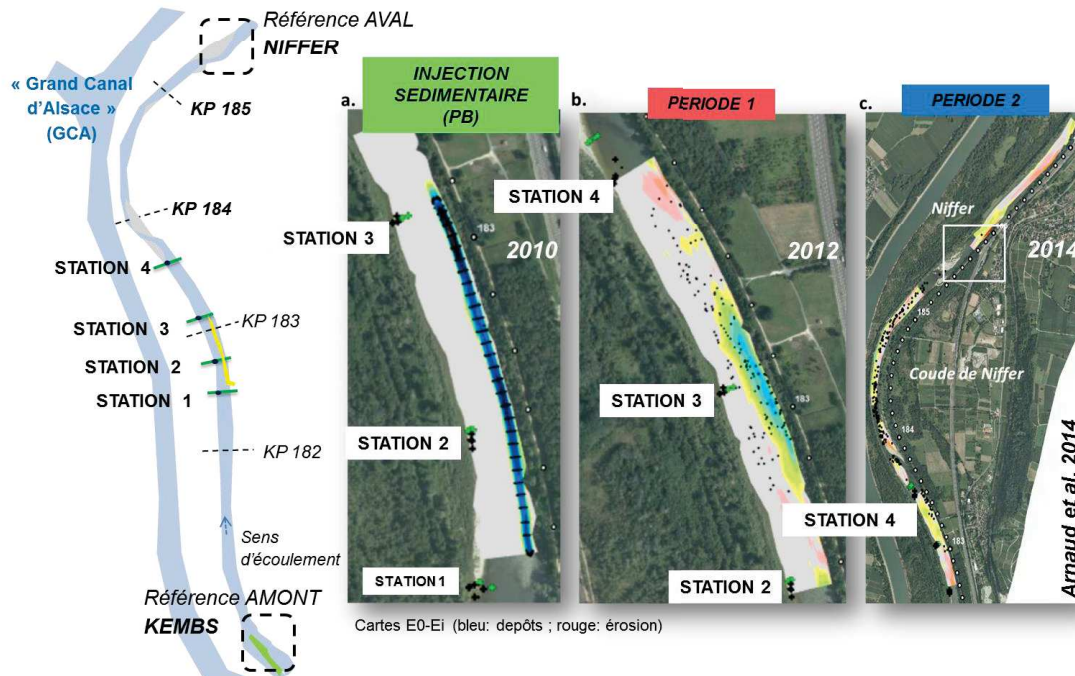 Référence AVAL
NIFFER
« Grand Canal
d'Alsace »
(GCA)
KP 185
KP 184
STATION 4
STATION 3
KP 183
STATION 2
STATION 1
KP 182
Sens
d'écoulement
Référence AMONT
KEMBS
a.
INJECTION
SEDIMENTAIRE
(PB)
STATION 3
183
2010
STATION 2
STATION 1
b.
PERIODE 1
STATION 4
2012
STATION 3
183
STATION 2
c.
PERIODE 2
Niffer
2014
185
Coude de Niffer
184
STATION 4
183
Arnaud et al. 2014
Cartes E0-Ei (bleu: depôts ; rouge: érosion)